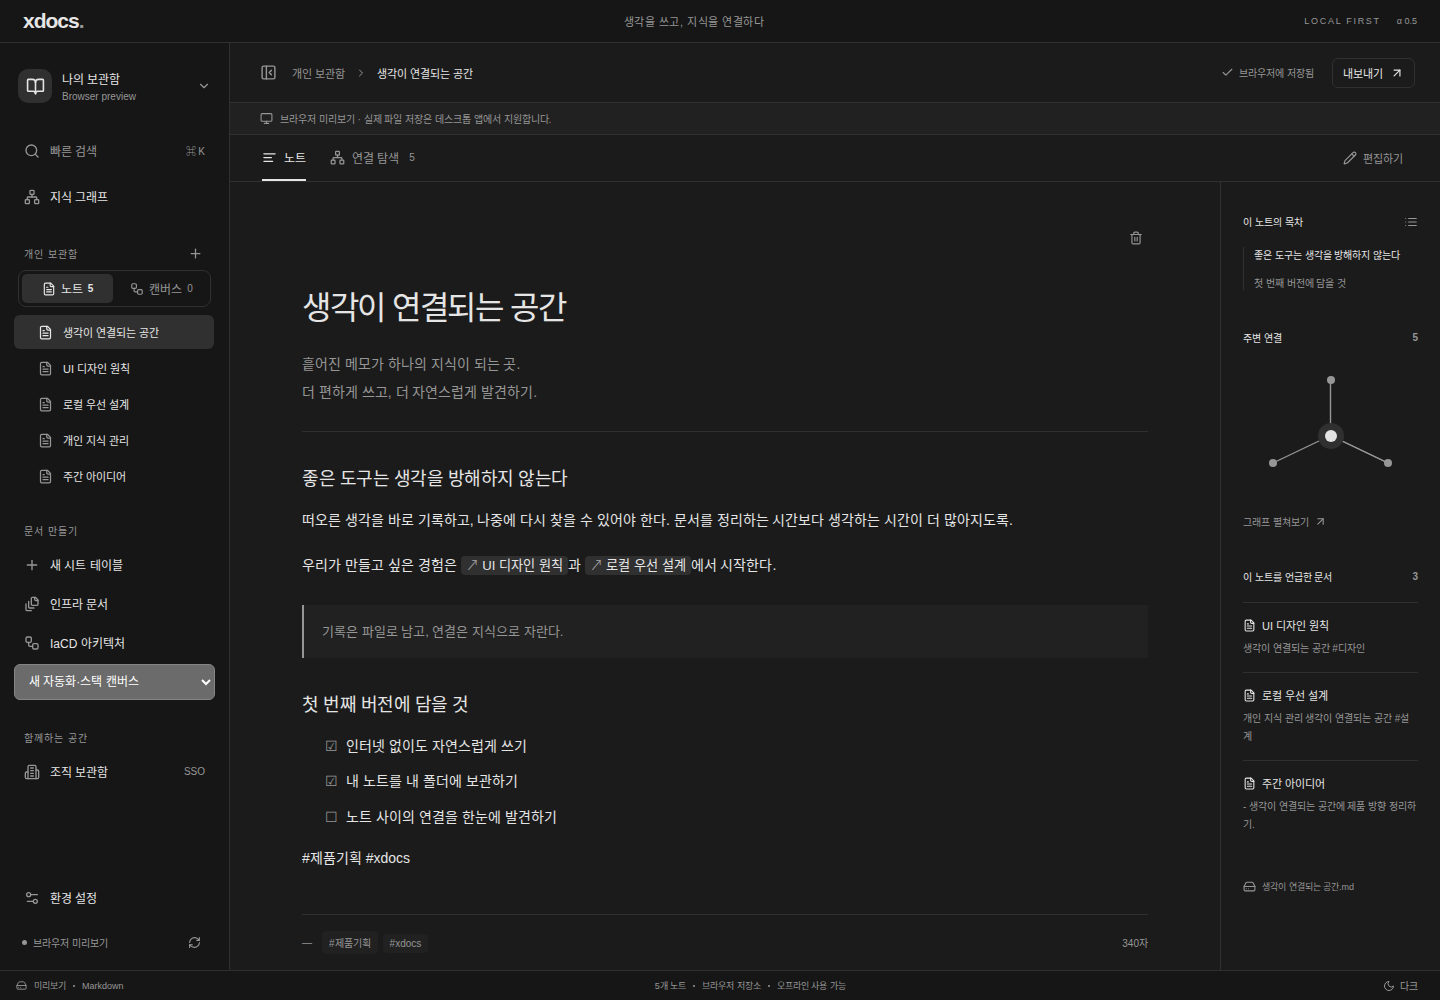 xdocs.
생각을 쓰고, 지식을 연결하다
LOCAL FIRST α 0.5
나의 보관함
Browser preview
빠른 검색 ⌘ K
지식 그래프
개인 보관함
노트 5 캔버스 0
생각이 연결되는 공간
UI 디자인 원칙
로컬 우선 설계
개인 지식 관리
주간 아이디어
문서 만들기
새 시트 테이블
인프라 문서
IaCD 아키텍처
새 자동화·스택 캔버스
함께하는 공간
조직 보관함 SSO
환경 설정
브라우저 미리보기
개인 보관함 생각이 연결되는 공간
브라우저에 저장됨 내보내기
브라우저 미리보기 · 실제 파일 저장은 데스크톱 앱에서 지원합니다.
노트 연결 탐색 5
편집하기
생각이 연결되는 공간
흩어진 메모가 하나의 지식이 되는 곳.
더 편하게 쓰고, 더 자연스럽게 발견하기.
좋은 도구는 생각을 방해하지 않는다
떠오른 생각을 바로 기록하고, 나중에 다시 찾을 수 있어야 한다. 문서를 정리하는 시간보다 생각하는 시간이 더 많아지도록.
우리가 만들고 싶은 경험은 ↗ UI 디자인 원칙과 ↗ 로컬 우선 설계에서 시작한다.
기록은 파일로 남고, 연결은 지식으로 자란다.
첫 번째 버전에 담을 것
☑ 인터넷 없이도 자연스럽게 쓰기
☑ 내 노트를 내 폴더에 보관하기
☐ 노트 사이의 연결을 한눈에 발견하기
#제품기획 #xdocs
— #제품기획 #xdocs
340자
이 노트의 목차
좋은 도구는 생각을 방해하지 않는다
첫 번째 버전에 담을 것
주변 연결 5
그래프 펼쳐보기
이 노트를 언급한 문서 3
UI 디자인 원칙
생각이 연결되는 공간 #디자인
로컬 우선 설계
개인 지식 관리 생각이 연결되는 공간 #설
계
주간 아이디어
- 생각이 연결되는 공간에 제품 방향 정리하
기.
생각이 연결되는 공간.md
미리보기 · Markdown
5개 노트 · 브라우저 저장소 · 오프라인 사용 가능
다크